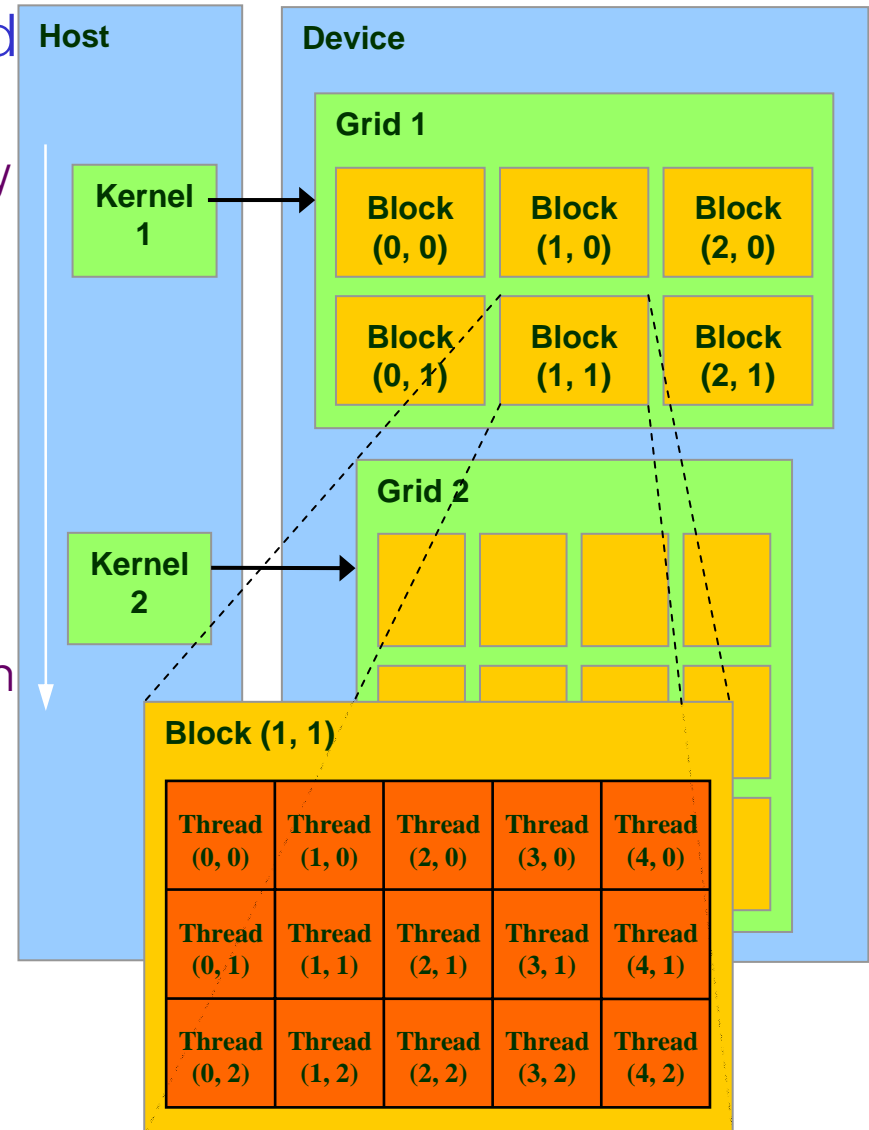 d
y
n
Host
Device
Grid 1
Kernel
1
Block
(0, 0)
Block
(1, 0)
Block
(2, 0)
Block
(0, 1)
Block
(1, 1)
Block
(2, 1)
Grid 2
Kernel
2
Block (1, 1)
Thread
(0, 0)
Thread
(1, 0)
Thread
(2, 0)
Thread
(3, 0)
Thread
(4, 0)
Thread
(0, 1)
Thread
(1, 1)
Thread
(2, 1)
Thread
(3, 1)
Thread
(4, 1)
Thread
(0, 2)
Thread
(1, 2)
Thread
(2, 2)
Thread
(3, 2)
Thread
(4, 2)